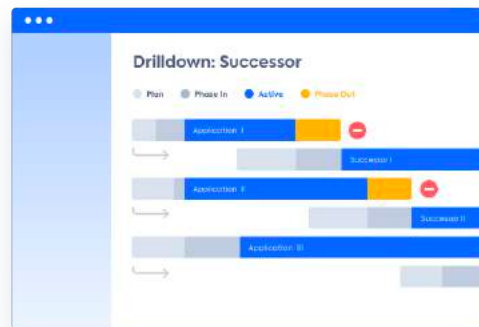 Drilldown: Successor
Plan Phase In Active Phase Out
Application I
Successor I
Application II
Successor II
Application III